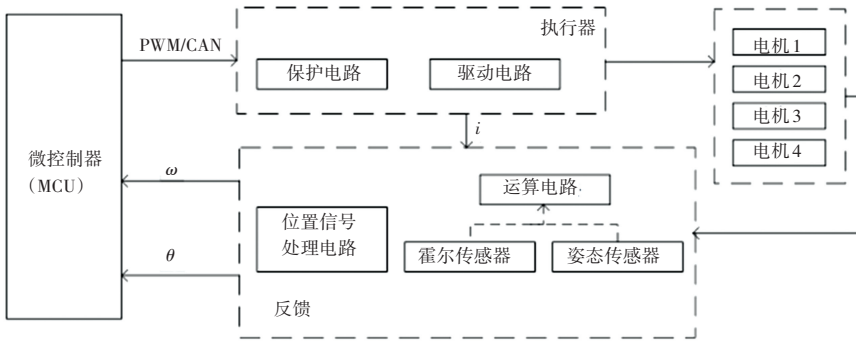 PWM/CAN
执行器
保护电路
驱动电路
电机1
电机2
电机3
电机4
i
微控制器
（MCU）
ω
θ
运算电路
位置信号
处理电路
霍尔传感器
姿态传感器
反馈